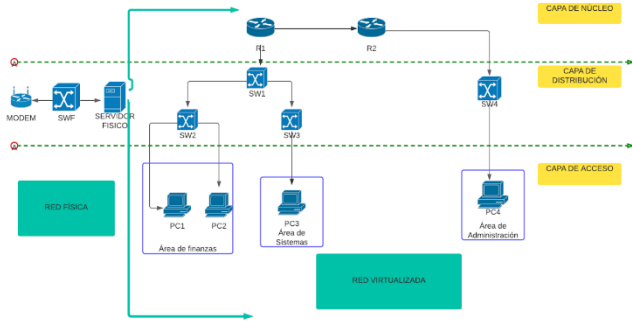 CAPA DE NÚCLEO
R1
R2
A
CAPA DE
DISTRIBUCIÓN
SW1
SW4
MODEM
SWF
SERVIDOR
FISICO
SW2
SW3
A
CAPA DE ACCESO
RED FÍSICA
PC1
PC2
PC3
PC4
Área de finanzas
Área de
Sistemas
Área de
Administración
RED VIRTUALIZADA